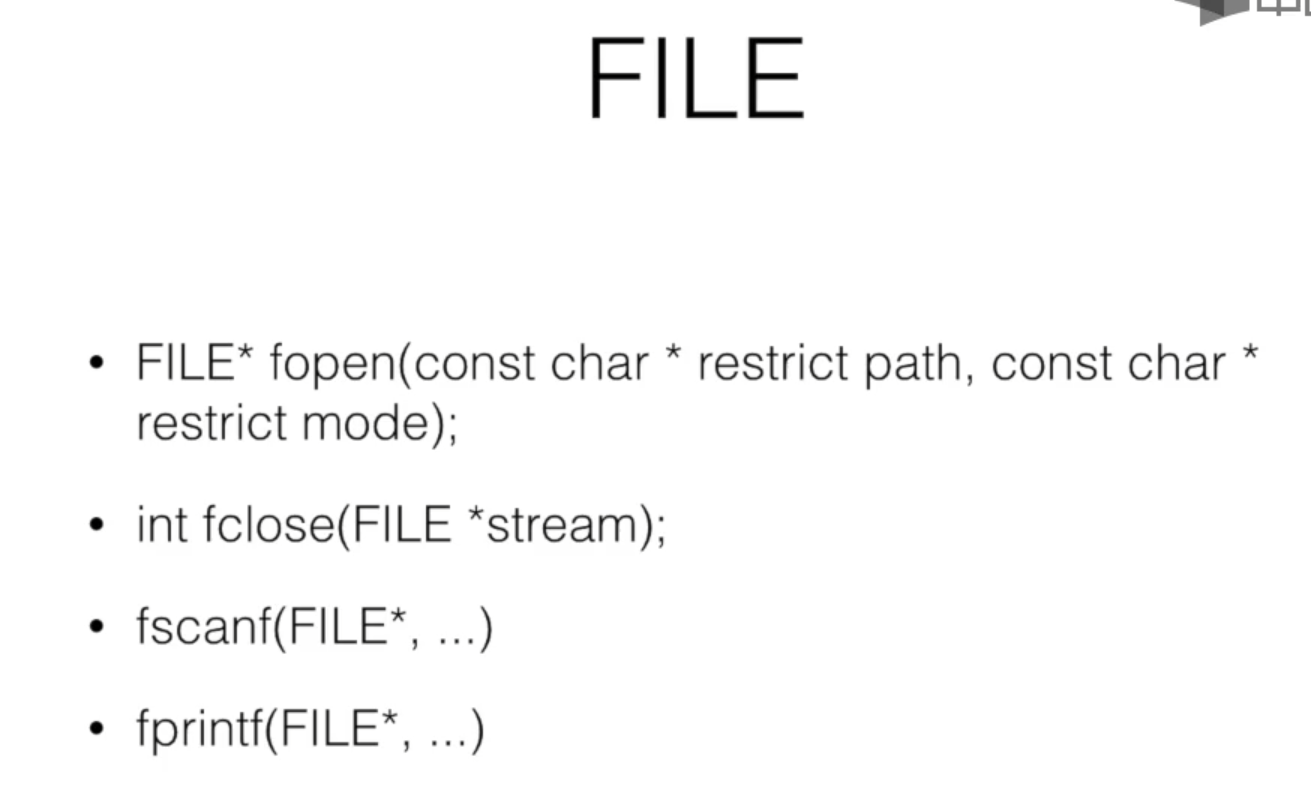 FILE
• FILE* fopen(const char * restrict path, const char *
restrict mode);
• int fclose(FILE *stream);
• fscanf(FILE*, ...)
• fprintf(FILE*, ...)